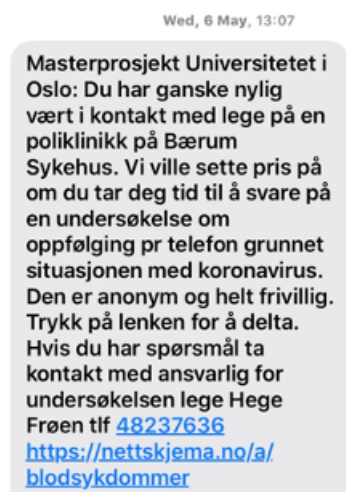 Wed, 6 May, 13:07
Masterprosjekt Universitetet i
Oslo: Du har ganske nylig
vært i kontakt med lege på en
poliklinikk på Bærum
Sykehus. Vi ville sette pris på
om du tar deg tid til å svare på
en undersøkelse om
oppfølging pr telefon grunnet
situasjonen med koronavirus.
Den er anonym og helt frivillig.
Trykk på lenken for å delta.
Hvis du har spørsmål ta
kontakt med ansvarlig for
undersøkelsen lege Hege
Frøen tlf 48237636
https://nettskjema.no/a/
blodsykdommer